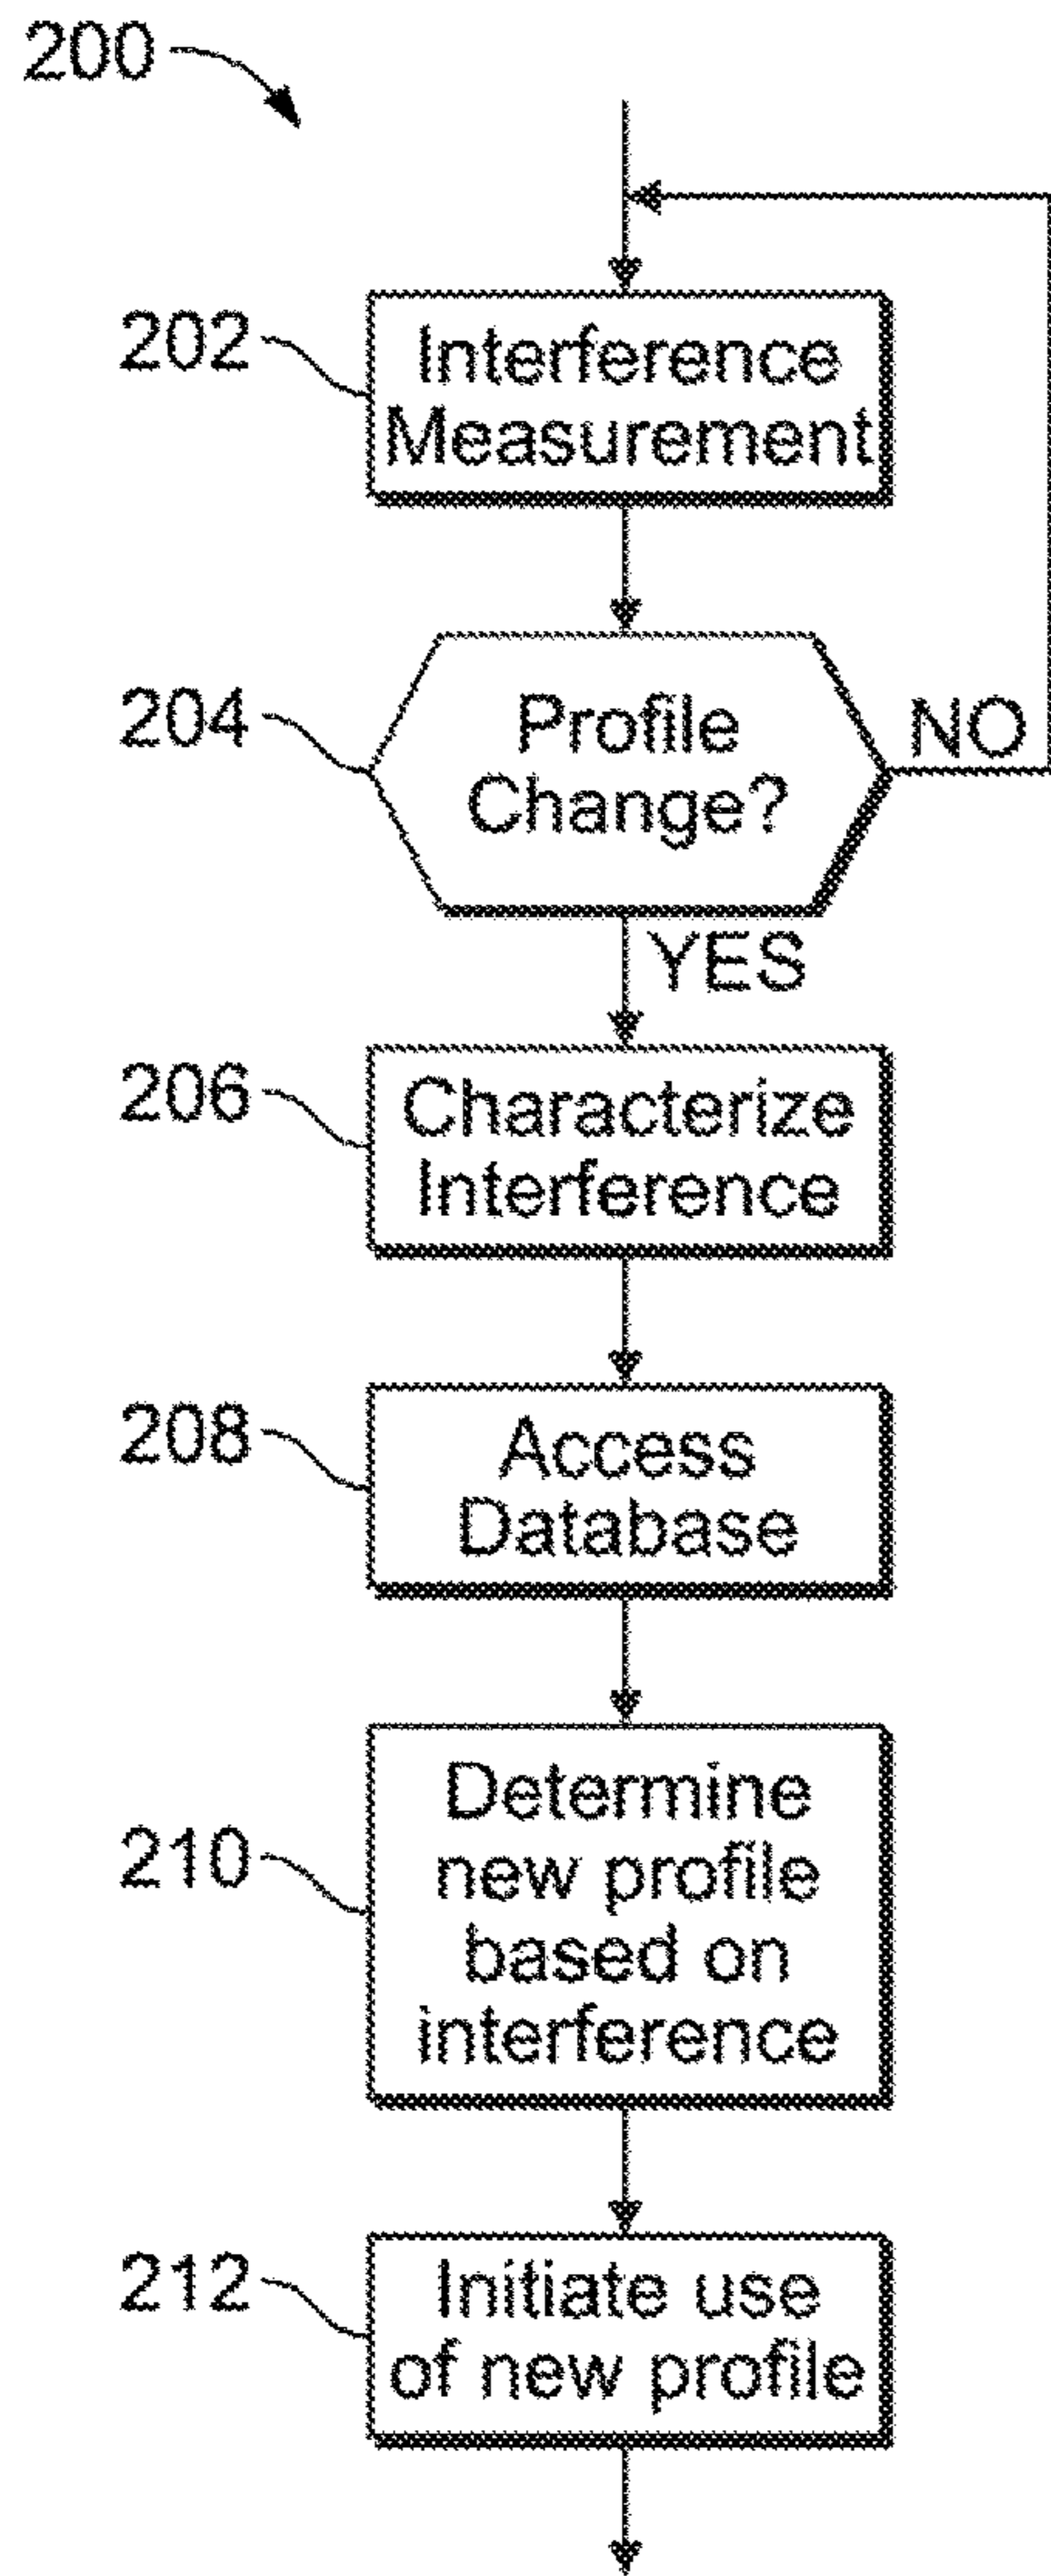 200
202
Interference
Measurement
204
Profile
Change?
NO
YES
206
Characterize
Interference
208
Access
Database
210
Determine
new profile
based on
interference
212
Initiate use
of new profile